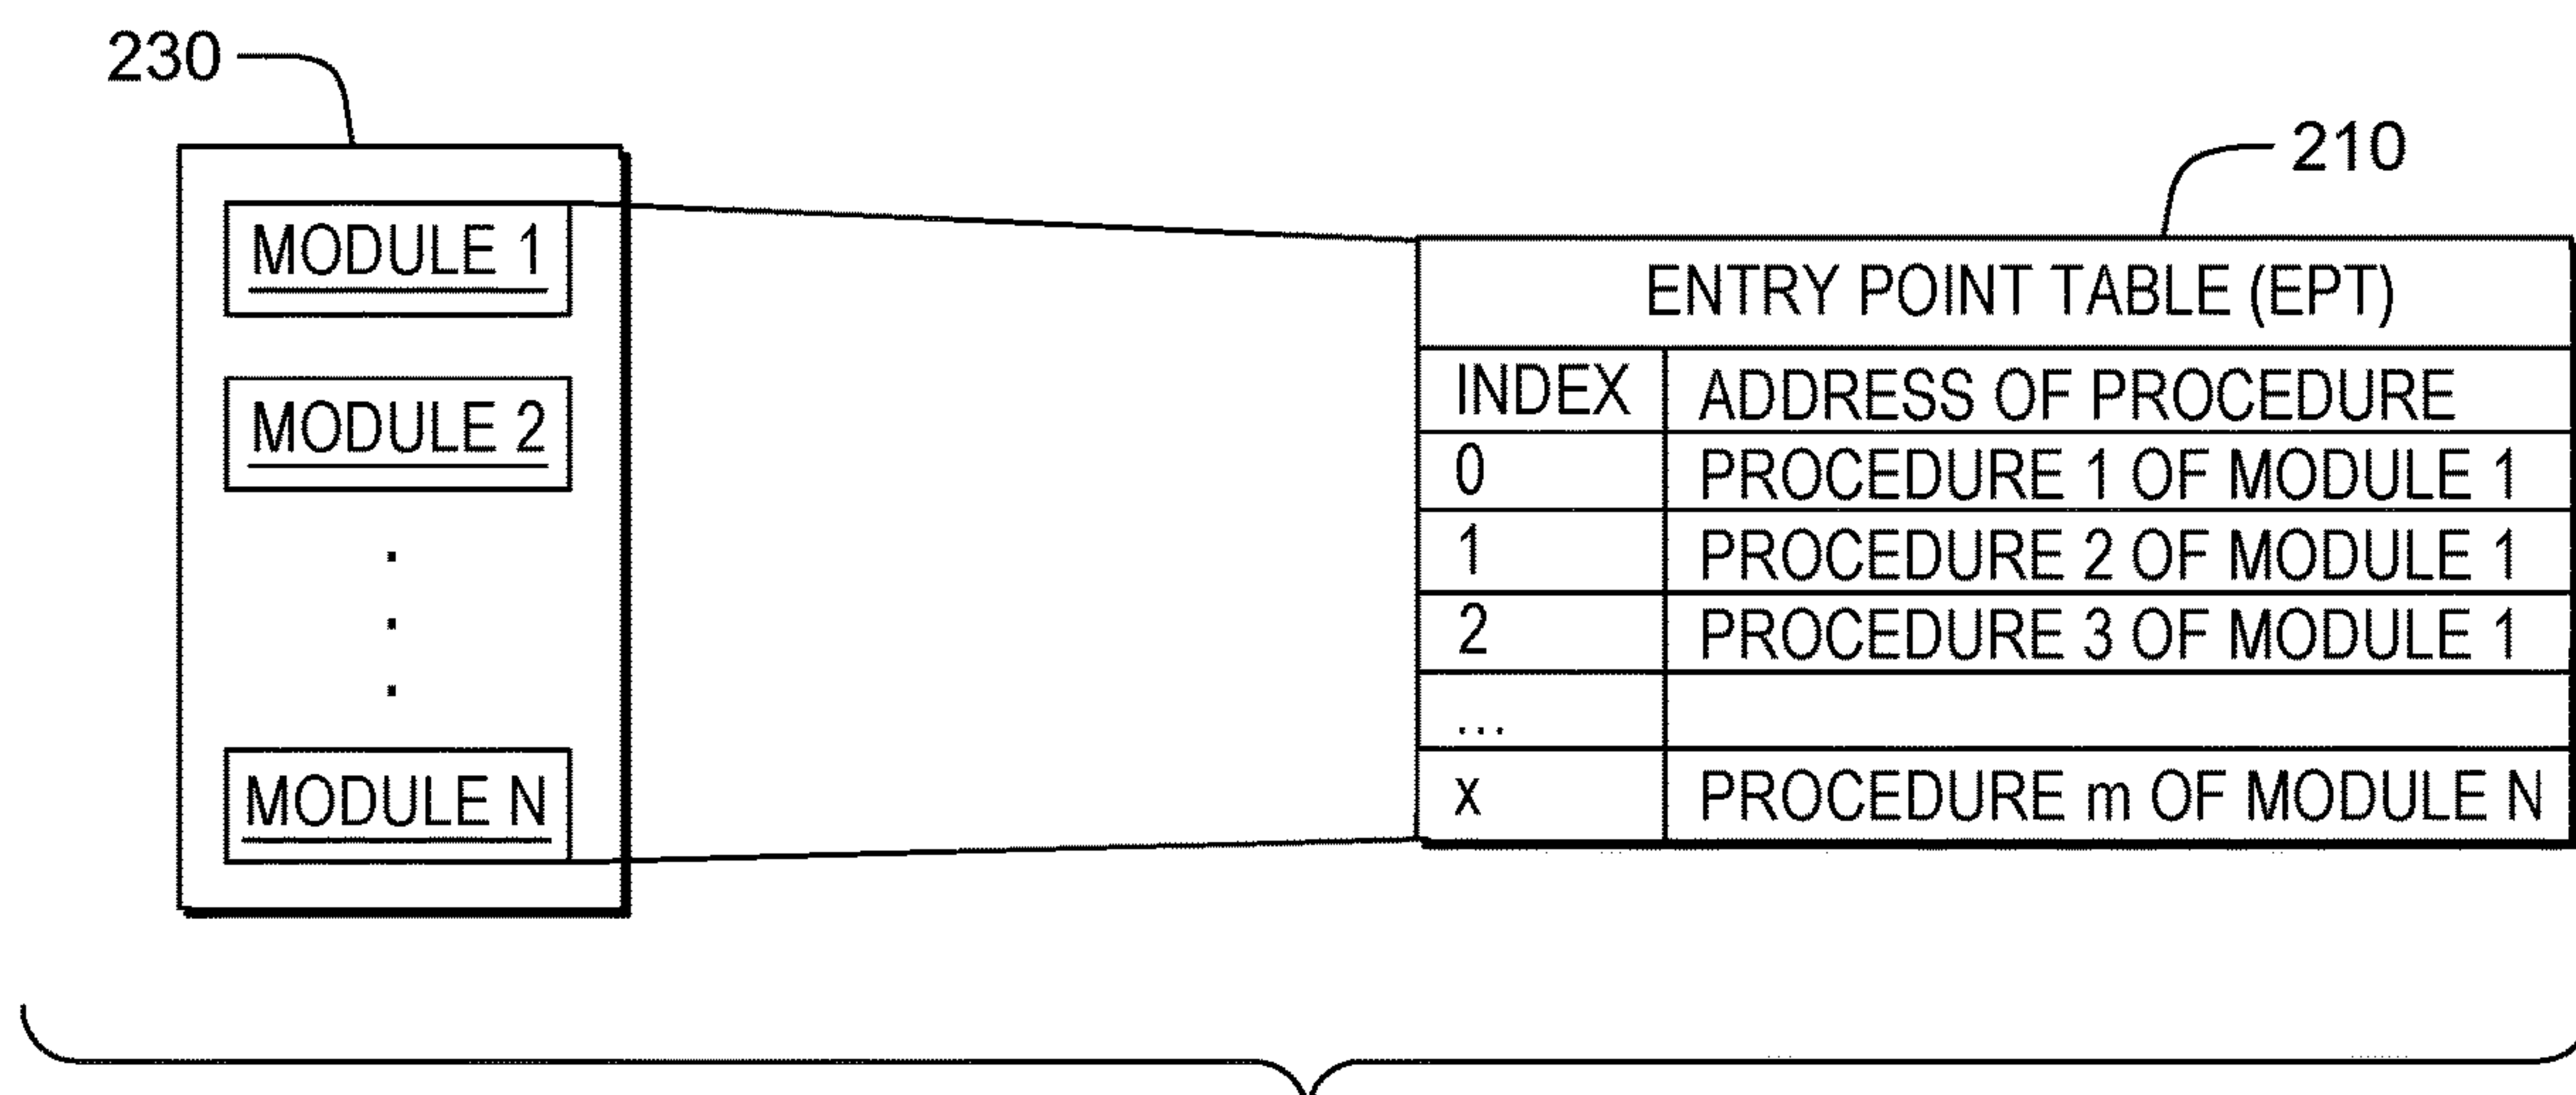 230
210
MODULE 1
MODULE 2
.
.
.
MODULE N
ENTRY POINT TABLE (EPT)
INDEX ADDRESS OF PROCEDURE
0 PROCEDURE 1 OF MODULE 1
1 PROCEDURE 2 OF MODULE 1
2 PROCEDURE 3 OF MODULE 1
...
x PROCEDURE m OF MODULE N